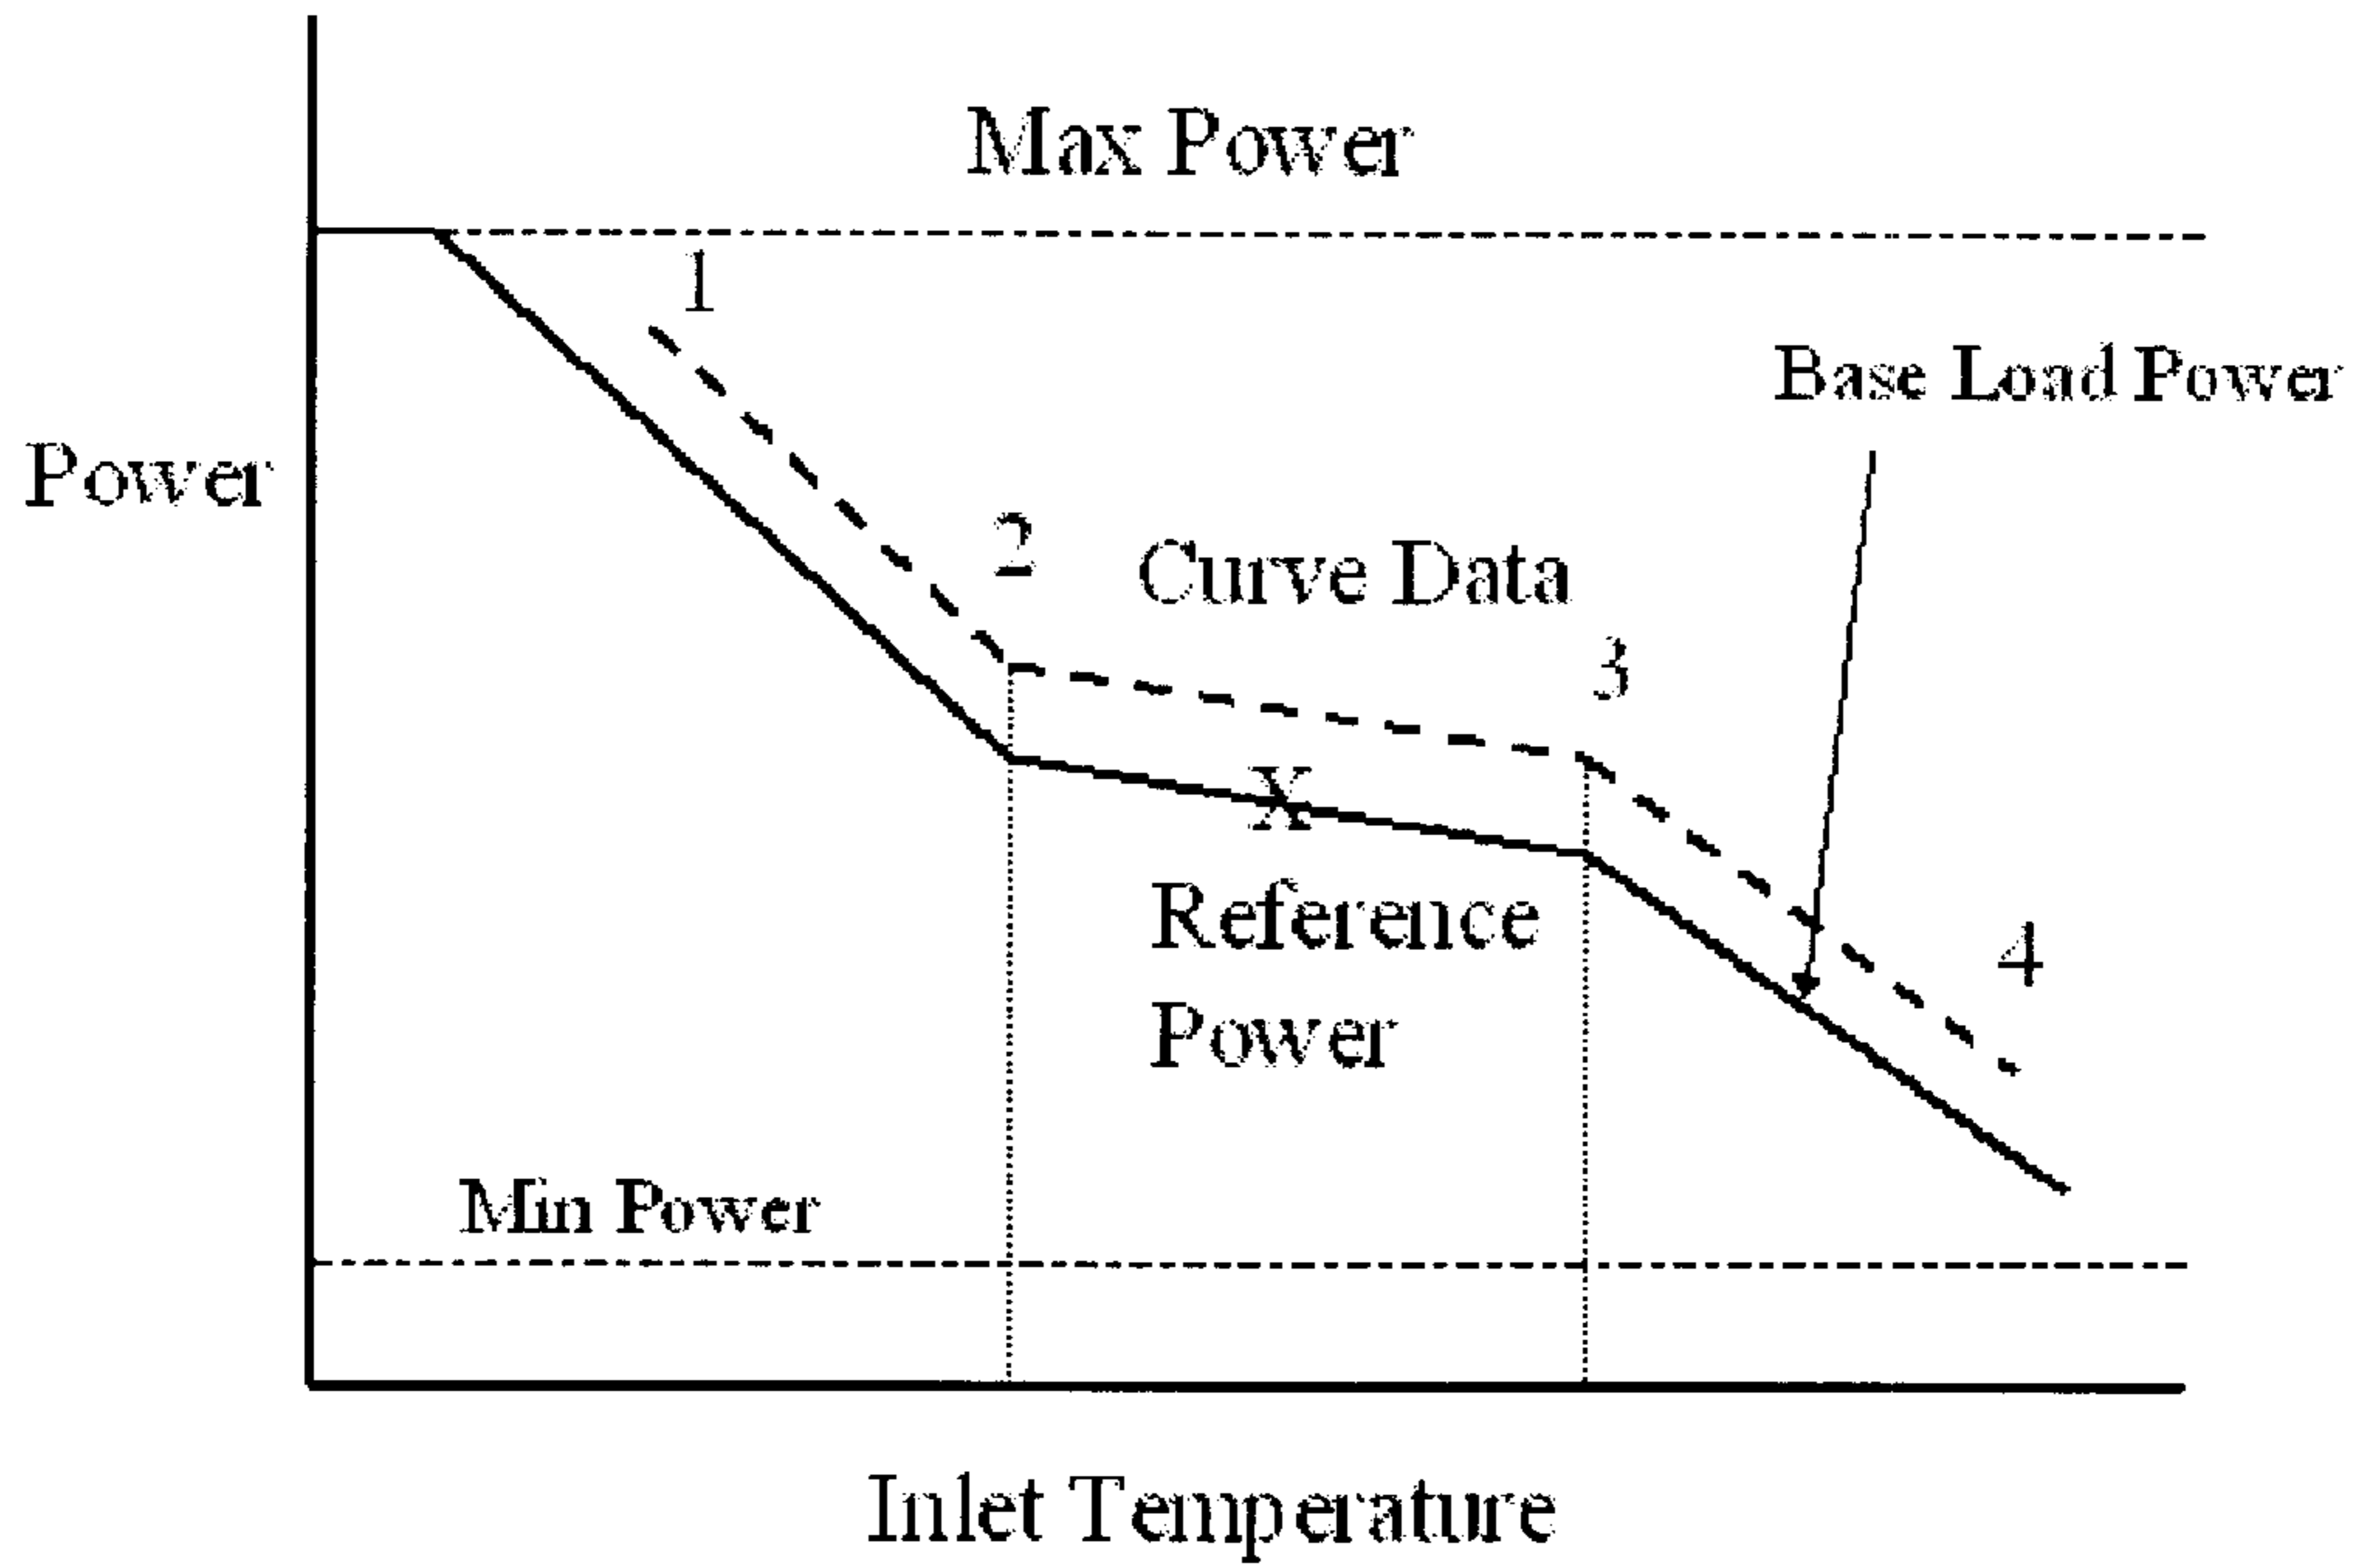 Max Power
1
Base Load Power
Power
2
Curve Data
3
X
Reference
Power
4
Min Power
Inlet Temperature